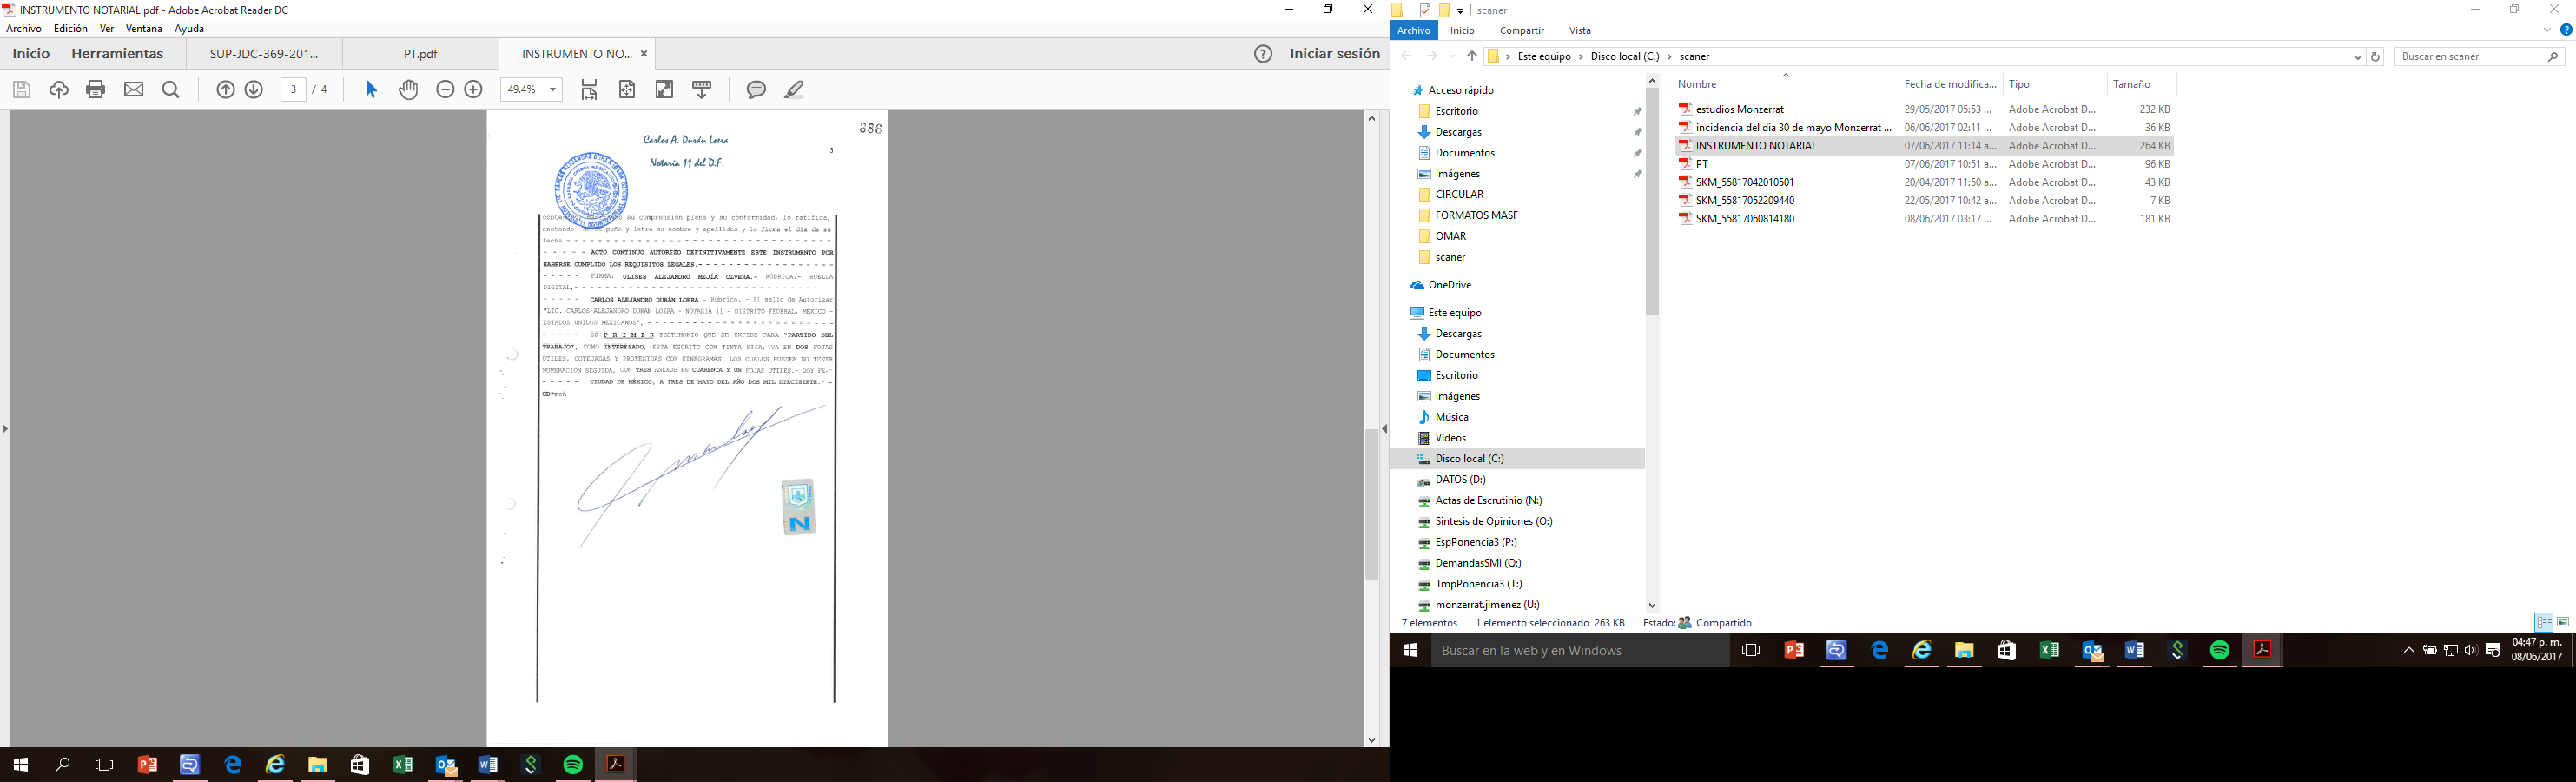 INSTRUMENTO NOTARIAL.pdf - Adobe Acrobat Reader DC
Archivo Edición Ver Ventana Ayuda
Inicio Herramientas SUP-JDC-369-201... PT.pdf INSTRUMENTO NO... × ? Iniciar sesión
3 / 4 49.4%
086
Carlos A. Durán Loera
3
Notaría 11 del D.F.
su comprensión plena y su conformidad, lo ratifica,
anotando de su puño y letra su nombre y apellidos y lo firma el día de su
fecha.- - - - - - - - - - - - - - - - - - - - - - - - - - - - - - - - - -
- - - - - ACTO CONTINUO AUTORIZO DEFINITIVAMENTE ESTE INSTRUMENTO POR
HABERSE CUMPLIDO LOS REQUISITOS LEGALES.- - - - - - - - - - - - - - - - -
- - - - - FIRMA: ULISES ALEJANDRO MEJÍA OLVERA.- RÚBRICA.- HUELLA
DIGITAL.- - - - - - - - - - - - - - - - - - - - - - - - - - - - - - - - -
- - - - - CARLOS ALEJANDRO DURÁN LOERA - Rúbrica. - El sello de Autorizar
"LIC. CARLOS ALEJANDRO DURÁN LOERA - NOTARIA 11 - DISTRITO FEDERAL, MÉXICO -
ESTADOS UNIDOS MEXICANOS".- - - - - - - - - - - - - - - - - - - - - - - -
- - - - - ES P R I M E R TESTIMONIO QUE SE EXPIDE PARA "PARTIDO DEL
TRABAJO", COMO INTERESADO, ESTA ESCRITO CON TINTA FIJA, VA EN DOS FOJAS
ÚTILES, COTEJADAS Y PROTEGIDAS CON KINEGRAMAS, LOS CUALES PUEDEN NO TENER
NUMERACIÓN SEGUIDA, CON TRES ANEXOS EN CUARENTA Y UN FOJAS ÚTILES.- DOY FE.-
- - - - - CIUDAD DE MÉXICO, A TRES DE MAYO DEL AÑO DOS MIL DIECISIETE.- -
CD*moh
N
scaner
Archivo Inicio Compartir Vista
Este equipo > Disco local (C:) > scaner Buscar en scaner
Nombre Fecha de modifica... Tipo Tamaño
estudios Monzerrat 29/05/2017 05:53 ... Adobe Acrobat D... 232 KB
incidencia del dia 30 de mayo Monzerrat ... 06/06/2017 02:11 ... Adobe Acrobat D... 36 KB
INSTRUMENTO NOTARIAL 07/06/2017 11:14 a... Adobe Acrobat D... 264 KB
PT 07/06/2017 10:51 a... Adobe Acrobat D... 96 KB
SKM_55817042010501 20/04/2017 11:50 a... Adobe Acrobat D... 43 KB
SKM_55817052209440 22/05/2017 10:42 a... Adobe Acrobat D... 7 KB
SKM_55817060814180 08/06/2017 03:17 ... Adobe Acrobat D... 181 KB
Acceso rápido
Escritorio
Descargas
Documentos
Imágenes
CIRCULAR
FORMATOS MASF
OMAR
scaner
OneDrive
Este equipo
Descargas
Documentos
Escritorio
Imágenes
Música
Vídeos
Disco local (C:)
DATOS (D:)
Actas de Escrutinio (N:)
Sintesis de Opiniones (O:)
EspPonencia3 (P:)
DemandasSMI (Q:)
TmpPonencia3 (T:)
monzerrat.jimenez (U:)
7 elementos 1 elemento seleccionado 263 KB Estado: Compartido
Buscar en la web y en Windows
04:47 p. m.
08/06/2017